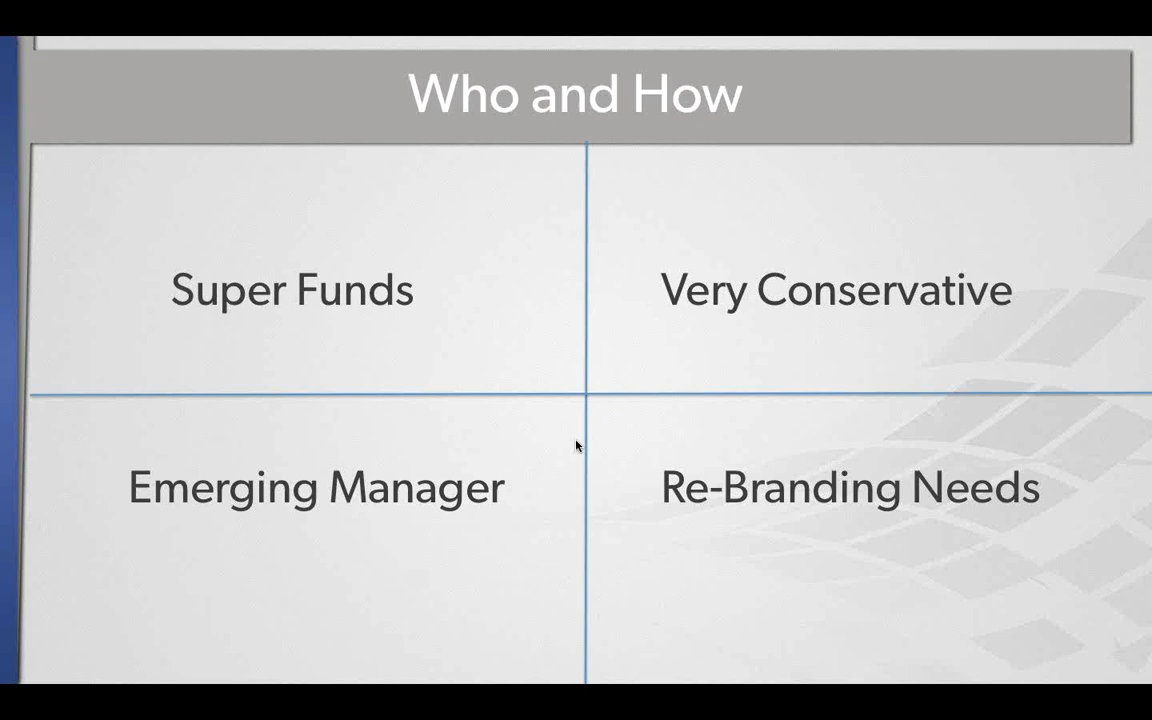 Who and How
Super Funds
Very Conservative
Emerging Manager
Re-Branding Needs